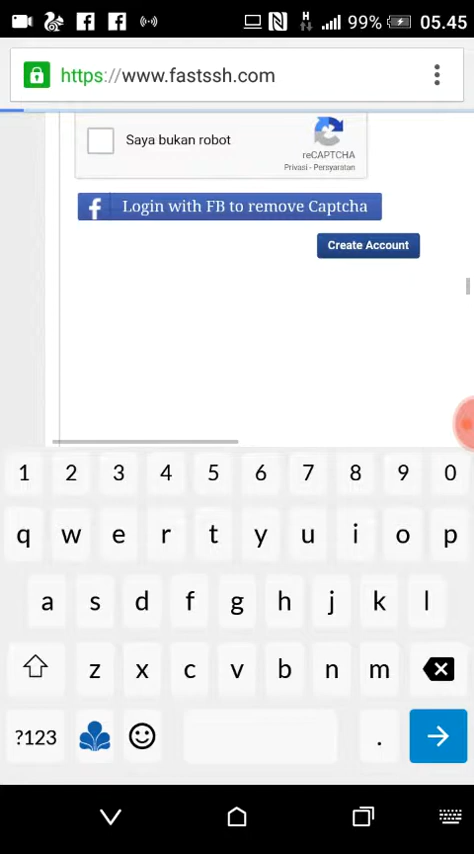 H 99% 05.45
https://www.fastssh.com
Saya bukan robot
reCAPTCHA
Privasi - Persyaratan
f Login with FB to remove Captcha
Create Account
1 2 3 4 5 6 7 8 9 0
q w e r t y u i o p
a s d f g h j k l
z x c v b n m
?123 .